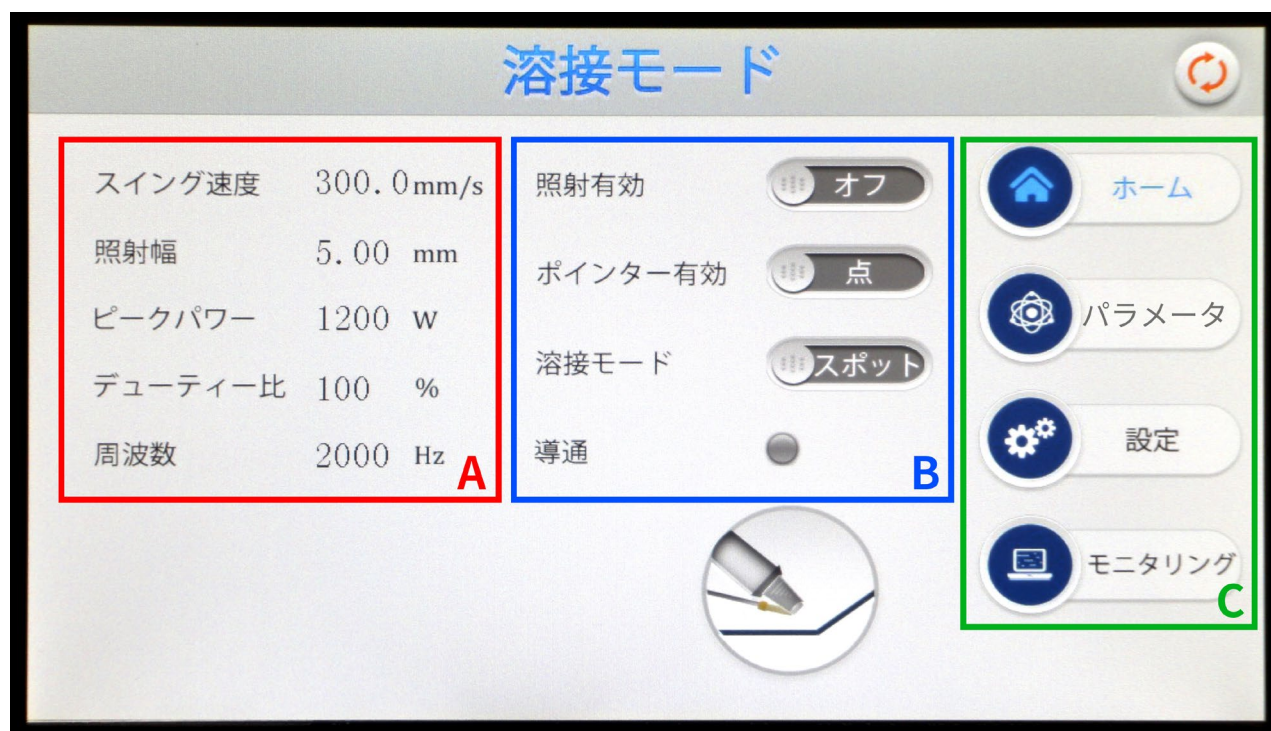 溶接モード
スイング速度 300.0mm/s
照射幅 5.00 mm
ピークパワー 1200 W
デューティー比 100 %
周波数 2000 Hz
A
照射有効 オフ
ポインター有効 点
溶接モード スポット
導通
B
ホーム
パラメータ
設定
モニタリング
C